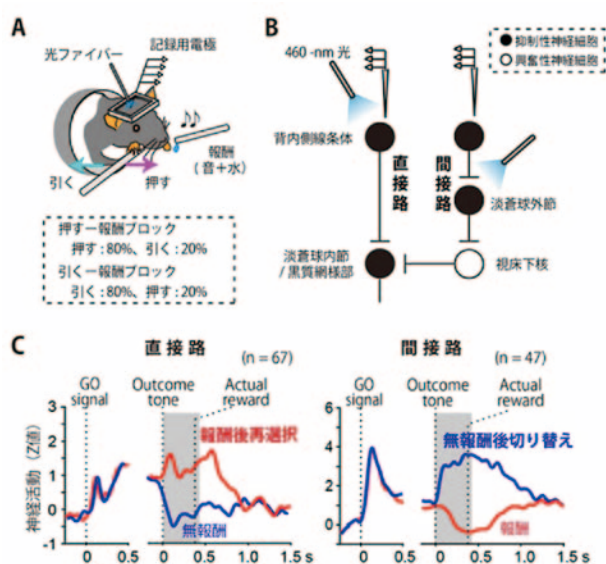 A
光ファイバー
記録用電極
報酬
(音＋水)
引く
押す
押すー報酬ブロック
押す:80%、引く:20%
引くー報酬ブロック
引く:80%、押す:20%
B
460 -nm 光
抑制性神経細胞
興奮性神経細胞
背内側線条体
直接路
間接路
淡蒼球外節
淡蒼球内節
/黒質網様部
視床下核
C
直接路
(n = 67)
GO
signal
Outcome
tone
Actual
reward
神経活動（Z値）
3
2
1
0
-1
報酬後再選択
無報酬
0
0.5
0
0.5
1.0
1.5 s
間接路
(n = 47)
GO
signal
Outcome
tone
Actual
reward
6
4
2
0
無報酬後切り替え
報酬
0
0.5
0
0.5
1.0
1.5 s